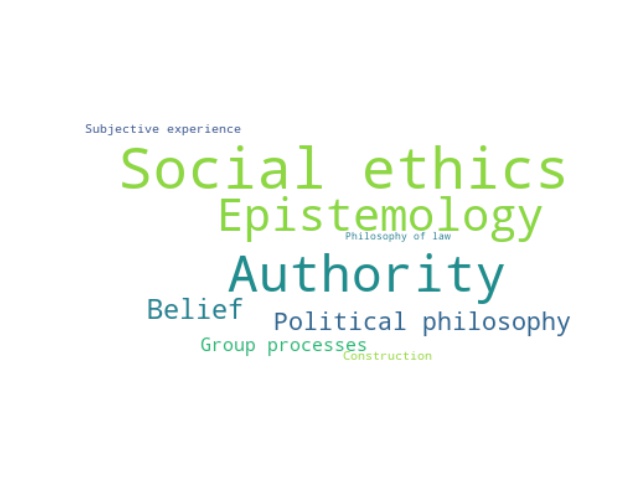 Subjective experience
Social ethics
Epistemology
Philosophy of law
Authority
Belief
Political philosophy
Group processes
Construction